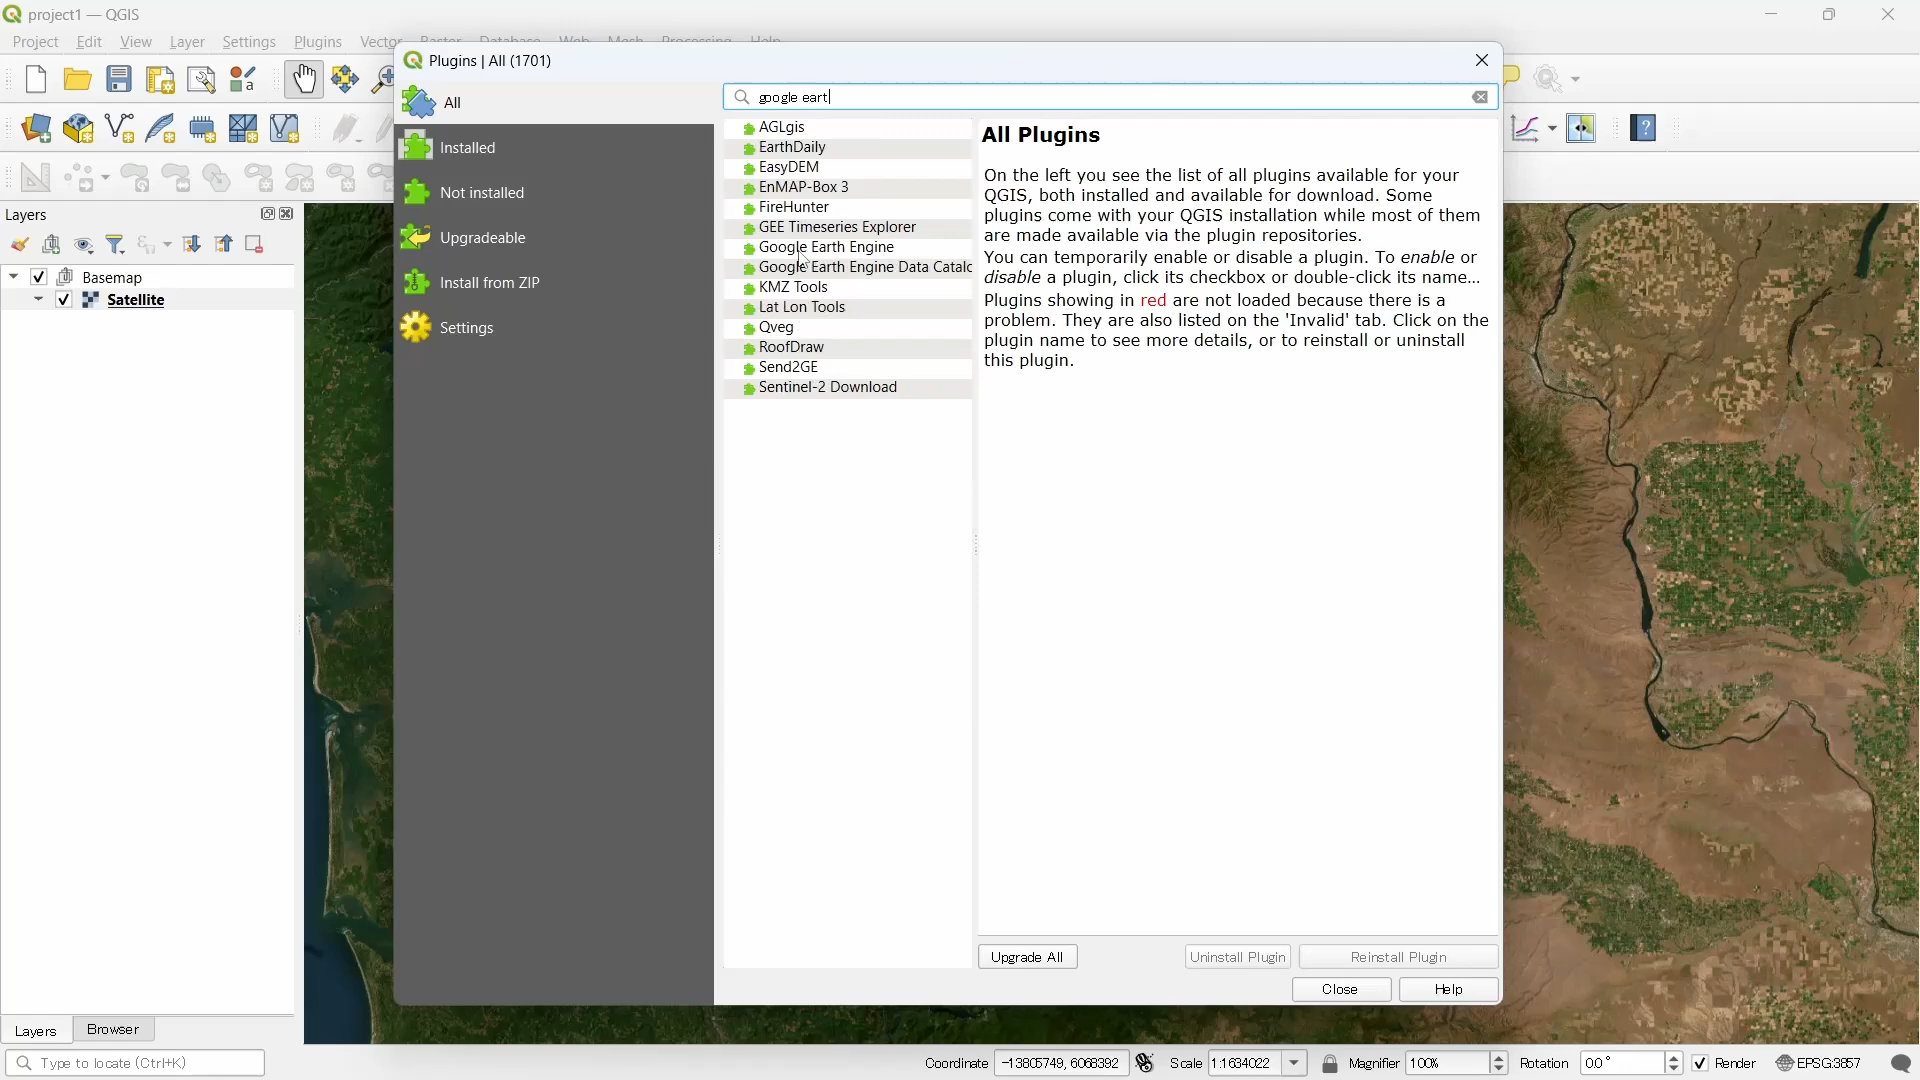 project1 — QGIS
Project Edit View Layer Settings Plugins Vector Raster Database Web Mesh Processing Help
Plugins | All (1701)
All
Installed
Not installed
Upgradeable
Install from ZIP
Settings
google eart
AGLgis
EarthDaily
EasyDEM
EnMAP-Box 3
FireHunter
GEE Timeseries Explorer
Google Earth Engine
Google Earth Engine Data Catalo
KMZ Tools
Lat Lon Tools
Qveg
RoofDraw
Send2GE
Sentinel-2 Download
All Plugins
On the left you see the list of all plugins available for your
QGIS, both installed and available for download. Some
plugins come with your QGIS installation while most of them
are made available via the plugin repositories.
You can temporarily enable or disable a plugin. To enable or
disable a plugin, click its checkbox or double-click its name...
Plugins showing in red are not loaded because there is a
problem. They are also listed on the 'Invalid' tab. Click on the
plugin name to see more details, or to reinstall or uninstall
this plugin.
Upgrade All Uninstall Plugin Reinstall Plugin
Close Help
Layers
Basemap
Satellite
Layers Browser
Type to locate (Ctrl+K) Coordinate -13805749, 6068392 Scale 1:1634022 Magnifier 100% Rotation 0.0 ° Render EPSG:3857